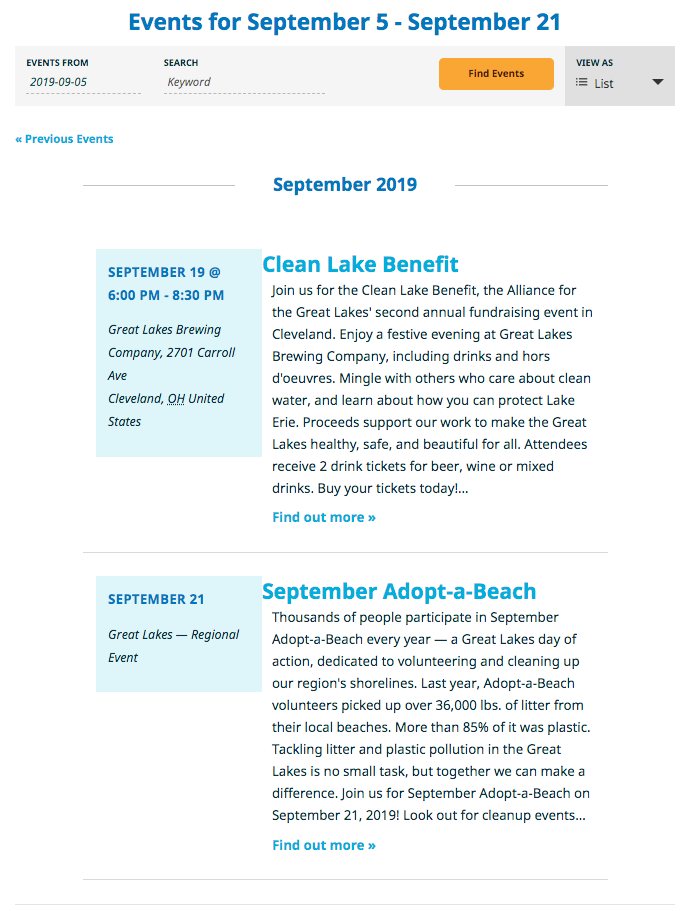 Events for September 5 - September 21
EVENTS FROM
2019-09-05
SEARCH
Keyword
Find Events
VIEW AS
List
« Previous Events
September 2019
SEPTEMBER 19 @
6:00 PM - 8:30 PM
Great Lakes Brewing
Company, 2701 Carroll
Ave
Cleveland, OH United
States
Clean Lake Benefit
Join us for the Clean Lake Benefit, the Alliance for
the Great Lakes' second annual fundraising event in
Cleveland. Enjoy a festive evening at Great Lakes
Brewing Company, including drinks and hors
d'oeuvres. Mingle with others who care about clean
water, and learn about how you can protect Lake
Erie. Proceeds support our work to make the Great
Lakes healthy, safe, and beautiful for all. Attendees
receive 2 drink tickets for beer, wine or mixed
drinks. Buy your tickets today!...
Find out more »
SEPTEMBER 21
Great Lakes — Regional
Event
September Adopt-a-Beach
Thousands of people participate in September
Adopt-a-Beach every year — a Great Lakes day of
action, dedicated to volunteering and cleaning up
our region's shorelines. Last year, Adopt-a-Beach
volunteers picked up over 36,000 lbs. of litter from
their local beaches. More than 85% of it was plastic.
Tackling litter and plastic pollution in the Great
Lakes is no small task, but together we can make a
difference. Join us for September Adopt-a-Beach on
September 21, 2019! Look out for cleanup events...
Find out more »